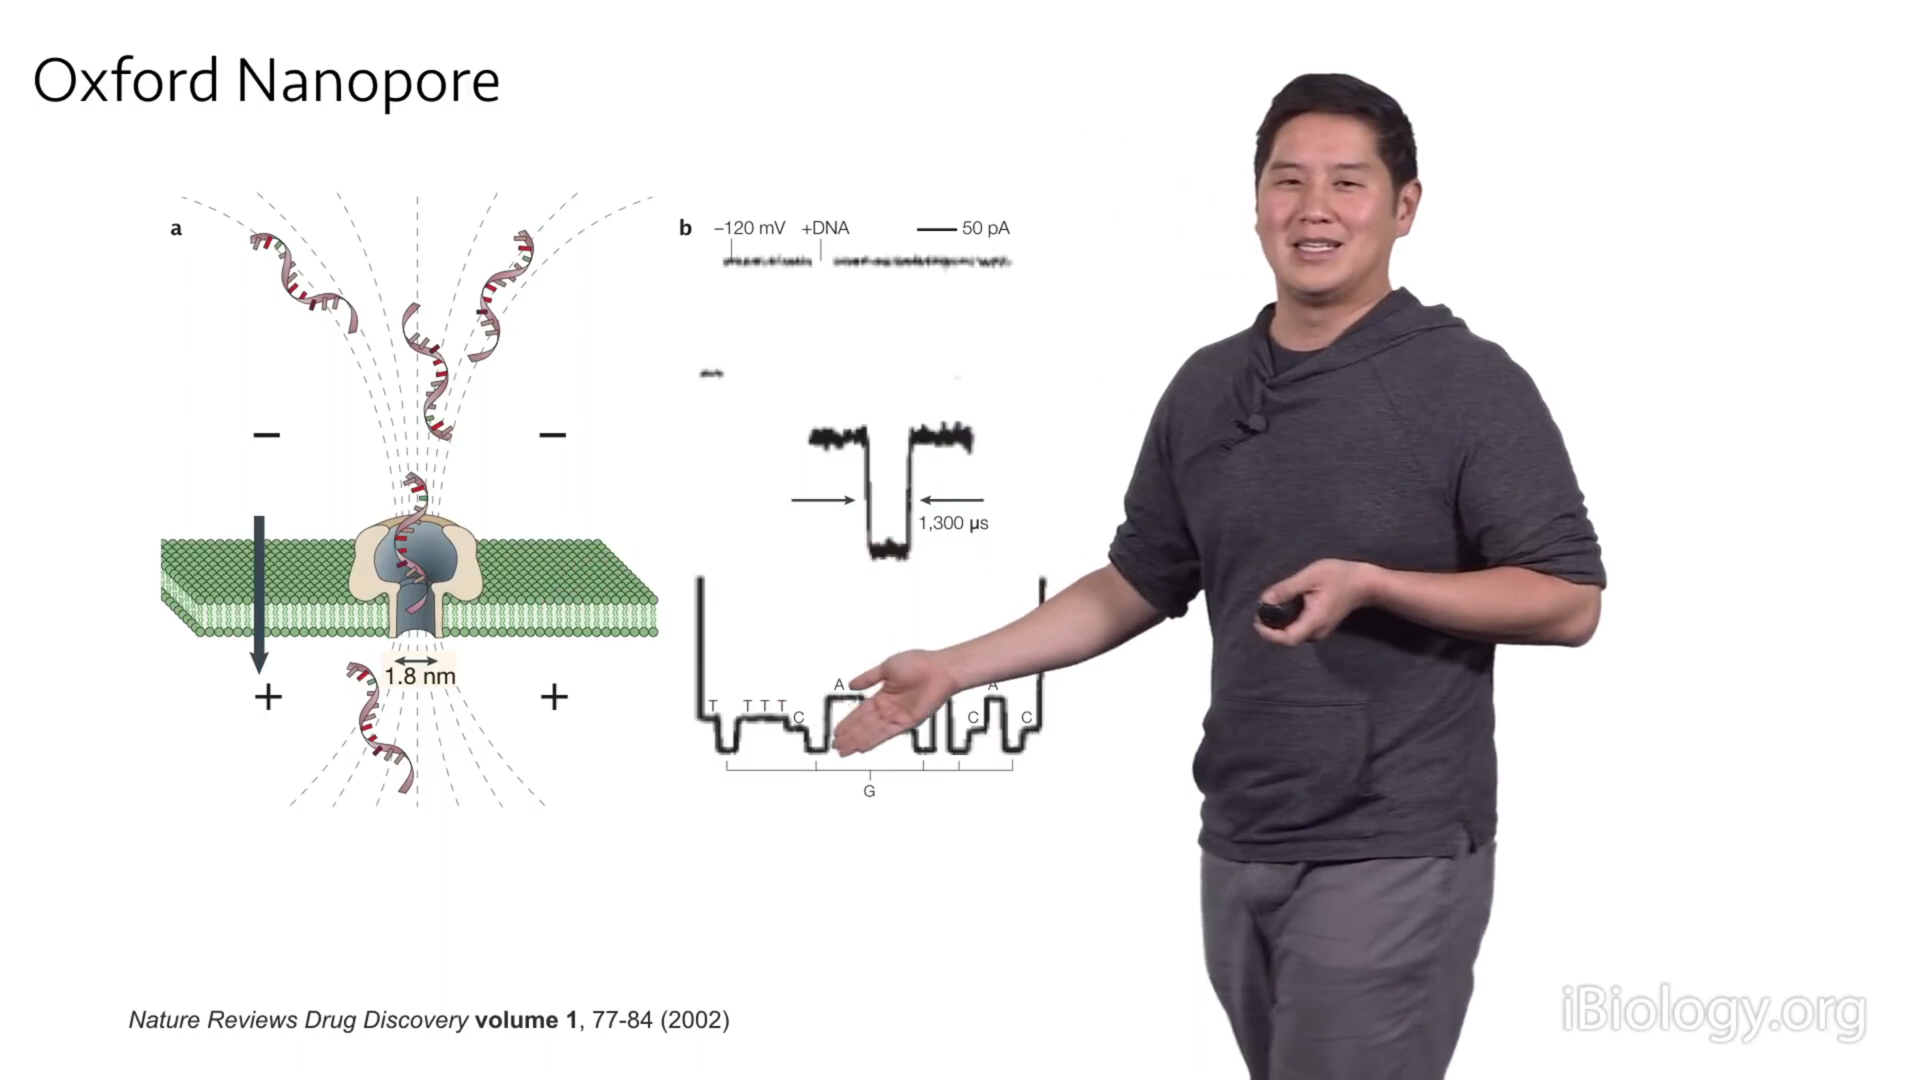 Oxford Nanopore
a
b
−120 mV +DNA
50 pA
− −
1,300 µs
1.8 nm
+ +
A A
T T T T C C C
G
Nature Reviews Drug Discovery volume 1, 77-84 (2002)
iBiology.org